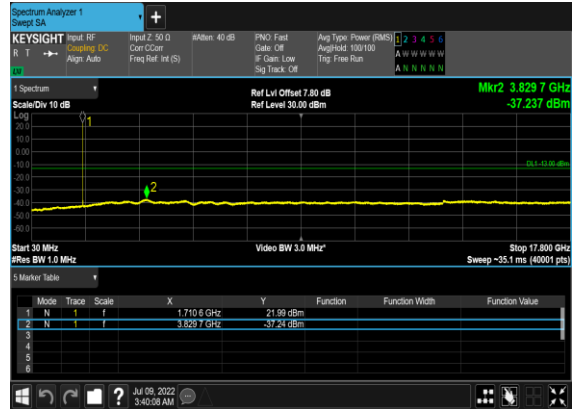 Spectrum Analyzer 1
Swept SA
+
KEYSIGHT Input: RF Input Z: 50 Ω #Atten: 40 dB PNO: Fast Avg Type: Power (RMS) 1 2 3 4 5 6
R T Coupling: DC Corr CCorr Gate: Off Avg|Hold: 100/100 A W W W W W
Align: Auto Freq Ref: Int (S) IF Gain: Low Trig: Free Run
Sig Track: Off A N N N N N
1 Spectrum Ref Lvl Offset 7.80 dB Mkr2 3.829 7 GHz
Scale/Div 10 dB Ref Level 30.00 dBm -37.237 dBm
Log
1
20.0
10.0
0.00
-10.0
DL1 -13.00 dBm
-20.0
-30.0
2
-40.0
-50.0
-60.0
Start 30 MHz Video BW 3.0 MHz* Stop 17.800 GHz
#Res BW 1.0 MHz Sweep ~35.1 ms (40001 pts)
5 Marker Table
Mode Trace Scale X Y Function Function Width Function Value
1 N 1 f 1.710 6 GHz 21.99 dBm
2 N 1 f 3.829 7 GHz -37.24 dBm
3
4
5
6
? Jul 09, 2022
3:40:08 AM